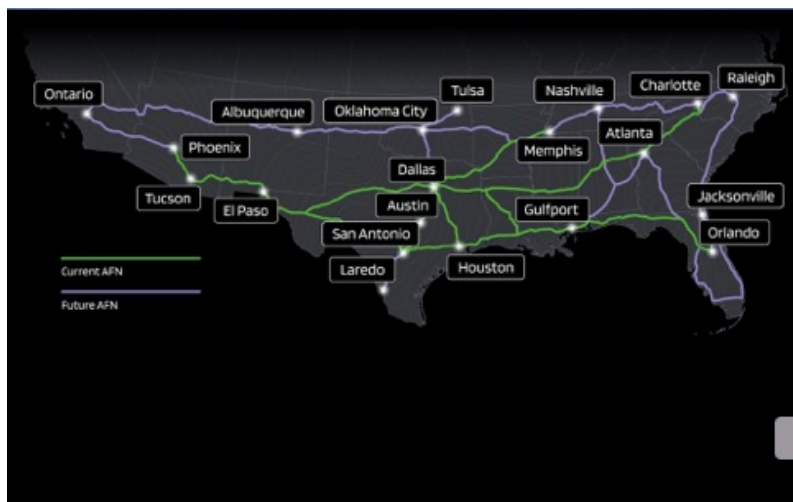 Raleigh
Charlotte
Nashville
Tulsa
Ontario
Oklahoma City
Albuquerque
Atlanta
Phoenix
Memphis
Dallas
Tucson
Jacksonville
Austin
El Paso
Gulfport
San Antonio
Orlando
Laredo
Houston
Current AFN
Future AFN